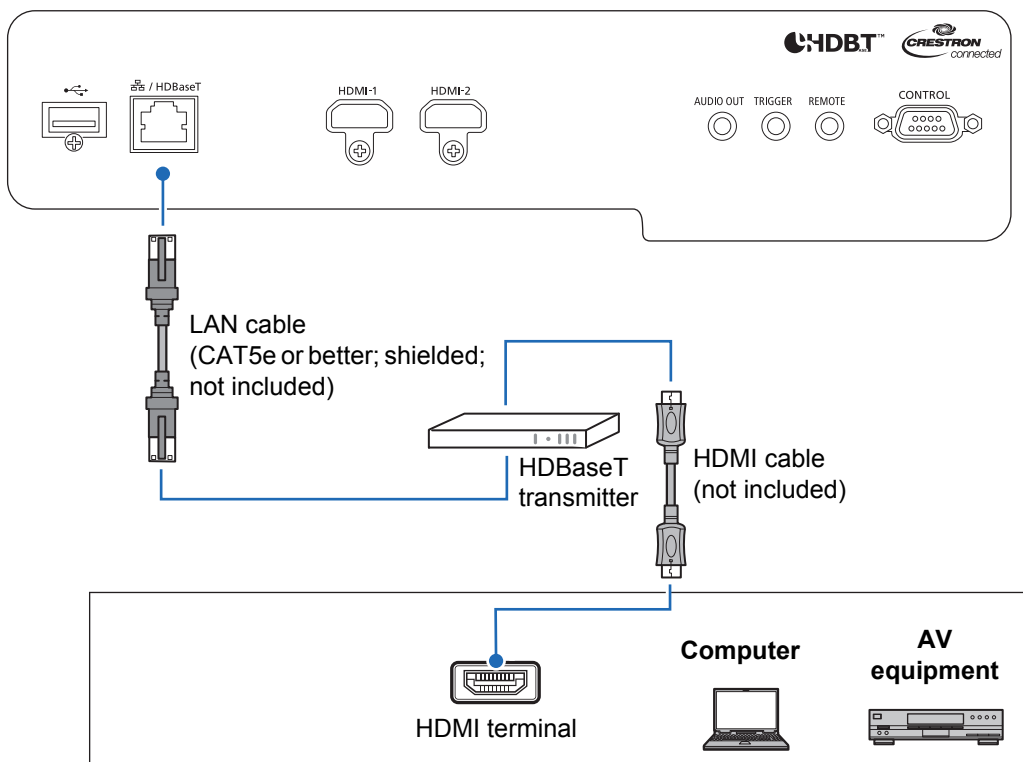 HDBT™
CRESTRON
connected
/ HDBaseT
HDMI-1
HDMI-2
AUDIO OUT
TRIGGER
REMOTE
CONTROL
LAN cable
(CAT5e or better; shielded;
not included)
HDBaseT
transmitter
HDMI cable
(not included)
Computer
AV
equipment
HDMI terminal